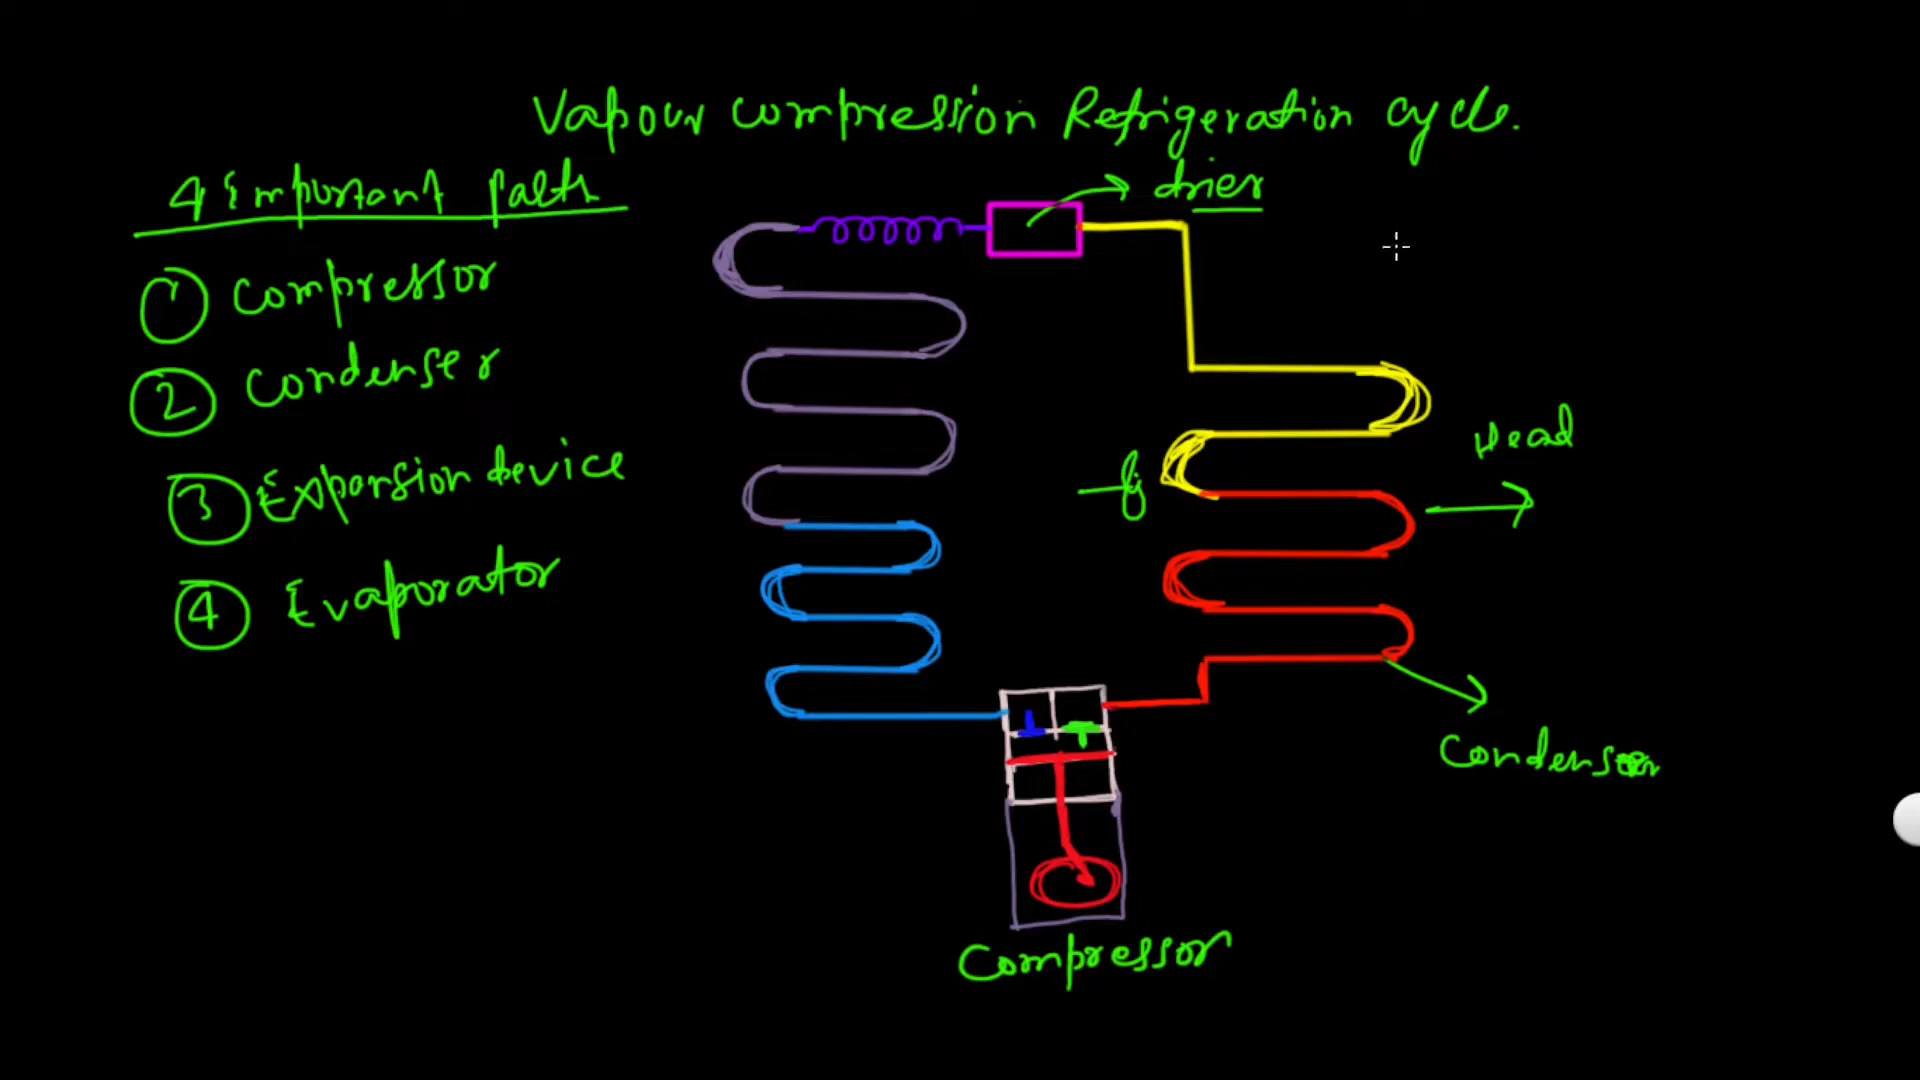 Vapour compression Refrigeration cycle.
4 Important parts
drier
1 Compressor
2 Condenser
3 Expansion device
Head
4 Evaporator
Condenser
Compressor